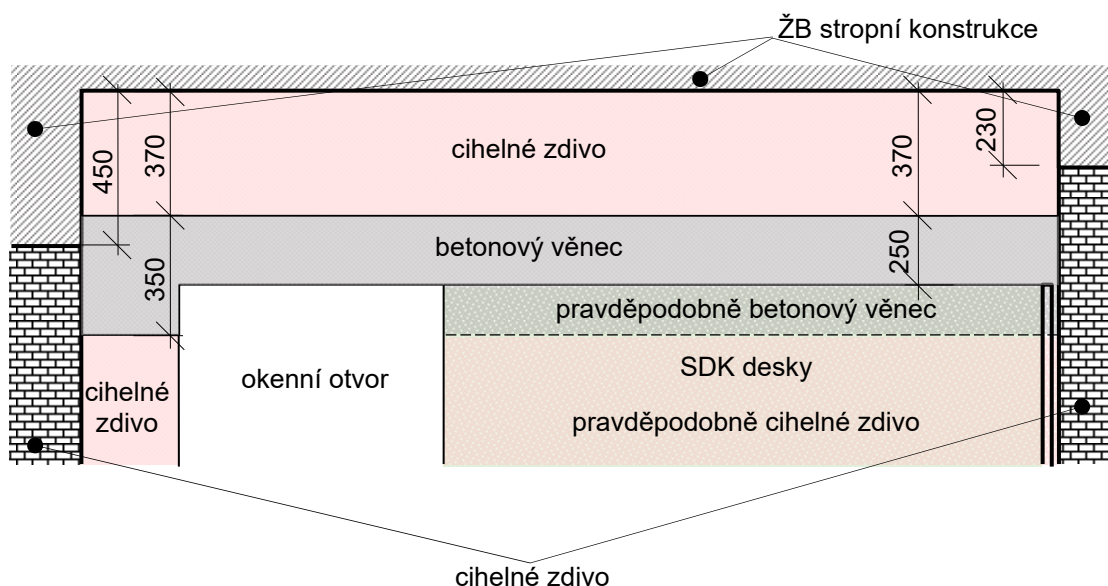 ŽB stropní konstrukce
450
370
cihelné zdivo
370
230
betonový věnec
350
250
pravděpodobně betonový věnec
SDK desky
okenní otvor
cihelné
zdivo
pravděpodobně cihelné zdivo
cihelné zdivo